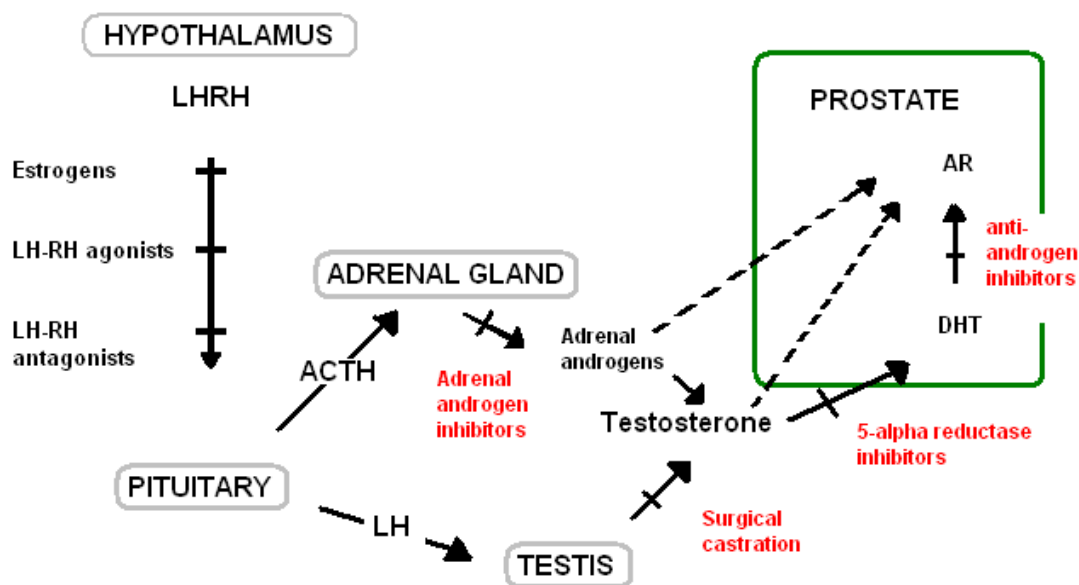 HYPOTHALAMUS
LHRH
Estrogens
LH-RH agonists
LH-RH
antagonists
PITUITARY
ACTH
LH
ADRENAL GLAND
Adrenal
androgen
inhibitors
Adrenal
androgens
Testosterone
TESTIS
Surgical
castration
PROSTATE
AR
anti-
androgen
inhibitors
DHT
5-alpha reductase
inhibitors